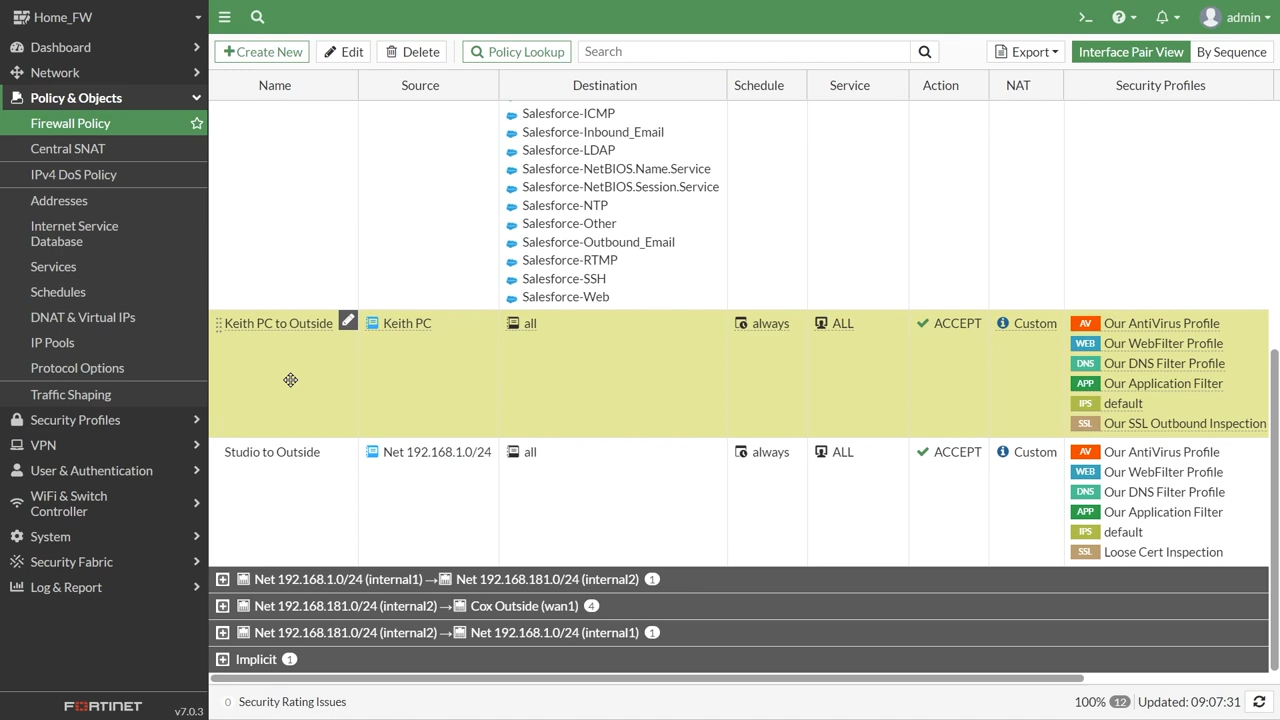 Home_FW
admin
Dashboard
Network
Policy & Objects
Firewall Policy
Central SNAT
IPv4 DoS Policy
Addresses
Internet Service
Database
Services
Schedules
DNAT & Virtual IPs
IP Pools
Protocol Options
Traffic Shaping
Security Profiles
VPN
User & Authentication
WiFi & Switch
Controller
System
Security Fabric
Log & Report
FORTINET
v7.0.3
Create New Edit Delete Policy Lookup Search Export Interface Pair View By Sequence
Name Source Destination Schedule Service Action NAT Security Profiles
Salesforce-ICMP
Salesforce-Inbound_Email
Salesforce-LDAP
Salesforce-NetBIOS.Name.Service
Salesforce-NetBIOS.Session.Service
Salesforce-NTP
Salesforce-Other
Salesforce-Outbound_Email
Salesforce-RTMP
Salesforce-SSH
Salesforce-Web
Keith PC to Outside Keith PC all always ALL ACCEPT Custom AV Our AntiVirus Profile
WEB Our WebFilter Profile
DNS Our DNS Filter Profile
APP Our Application Filter
IPS default
SSL Our SSL Outbound Inspection
Studio to Outside Net 192.168.1.0/24 all always ALL ACCEPT Custom AV Our AntiVirus Profile
WEB Our WebFilter Profile
DNS Our DNS Filter Profile
APP Our Application Filter
IPS default
SSL Loose Cert Inspection
Net 192.168.1.0/24 (internal1) → Net 192.168.181.0/24 (internal2) 1
Net 192.168.181.0/24 (internal2) → Cox Outside (wan1) 4
Net 192.168.181.0/24 (internal2) → Net 192.168.1.0/24 (internal1) 1
Implicit 1
0 Security Rating Issues 100% 12 Updated: 09:07:31